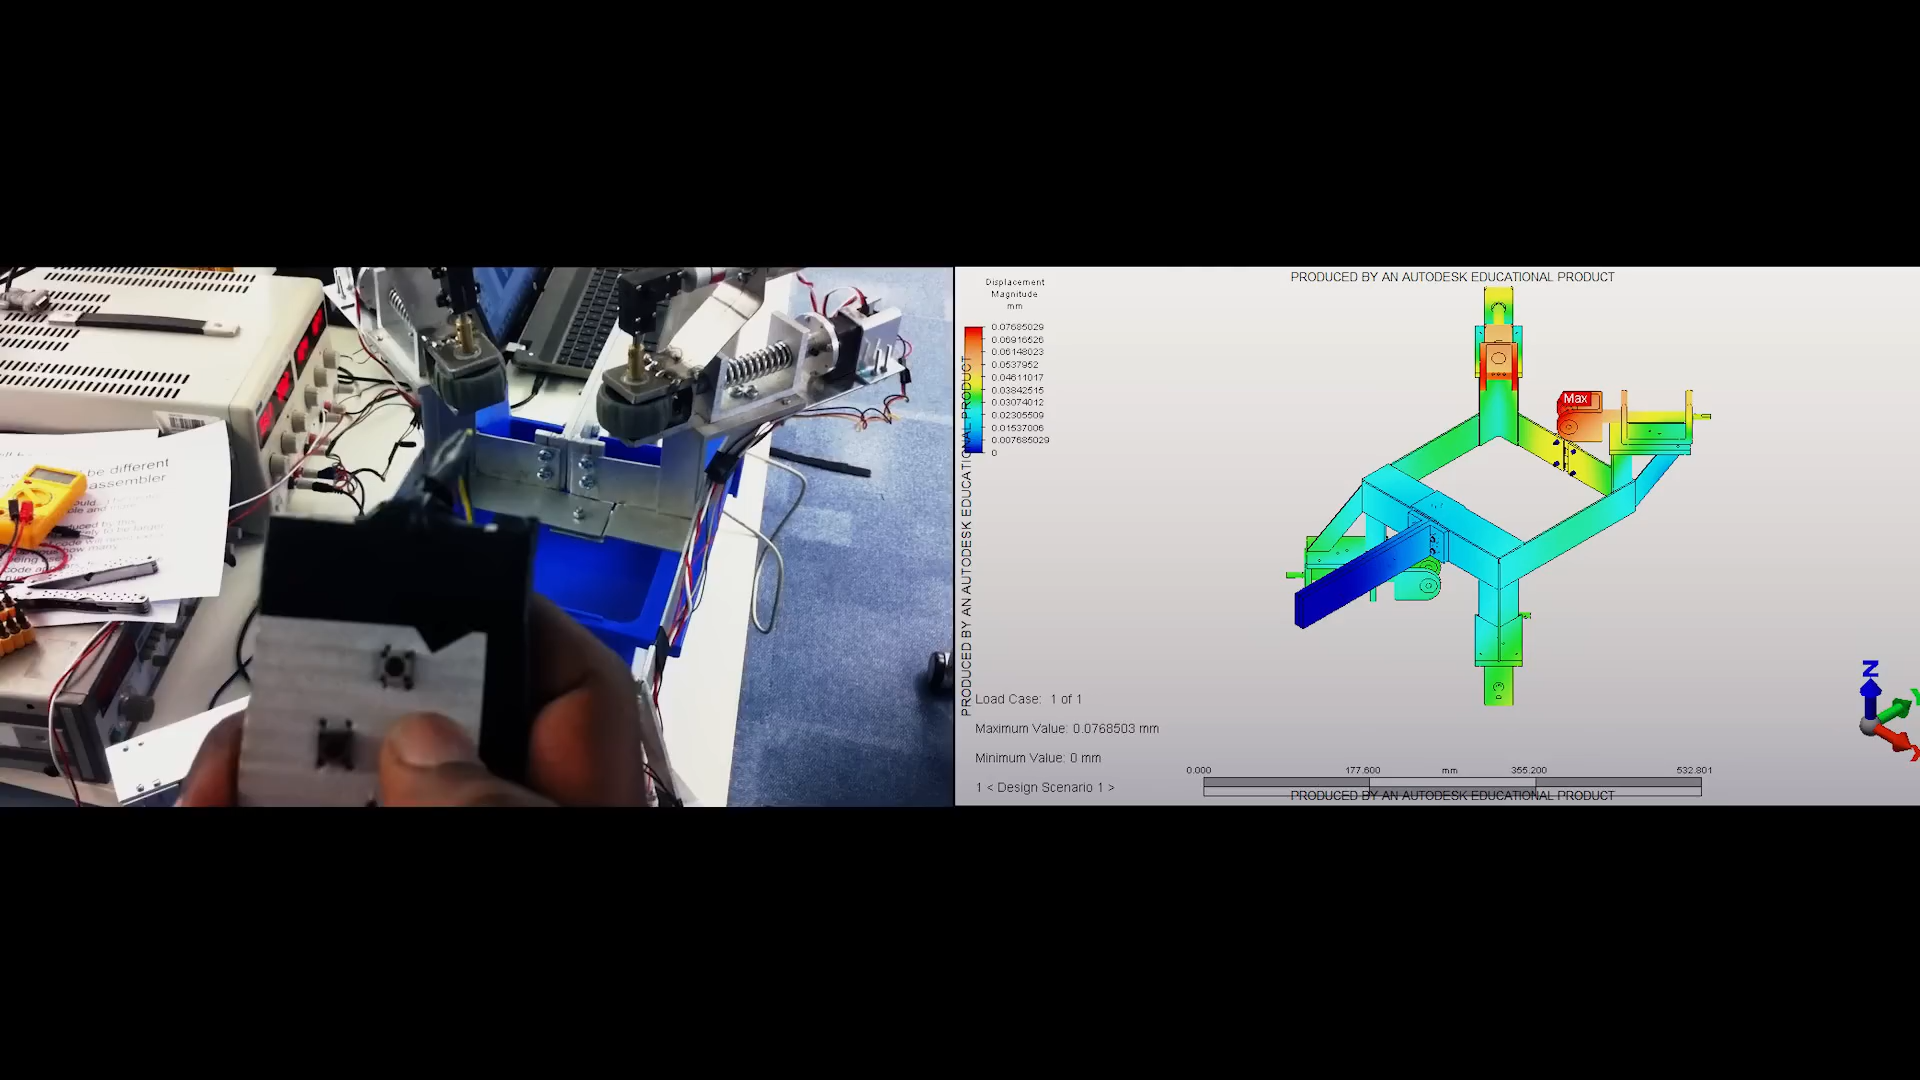 be different
assembler
PRODUCED BY AN AUTODESK EDUCATIONAL PRODUCT
Displacement
Magnitude
mm
0.07685029
0.06916526
0.06148023
0.0537952
0.04611017
0.03842515
0.03074012
0.02305509
0.01537006
0.007685029
0
PRODUCED BY AN AUTODESK EDUCATIONAL PRODUCT
Max
Load Case: 1 of 1
Maximum Value: 0.0768503 mm
Minimum Value: 0 mm
1 < Design Scenario 1 >
0.000 177.600 mm 355.200 532.801
PRODUCED BY AN AUTODESK EDUCATIONAL PRODUCT
Z
Y
X